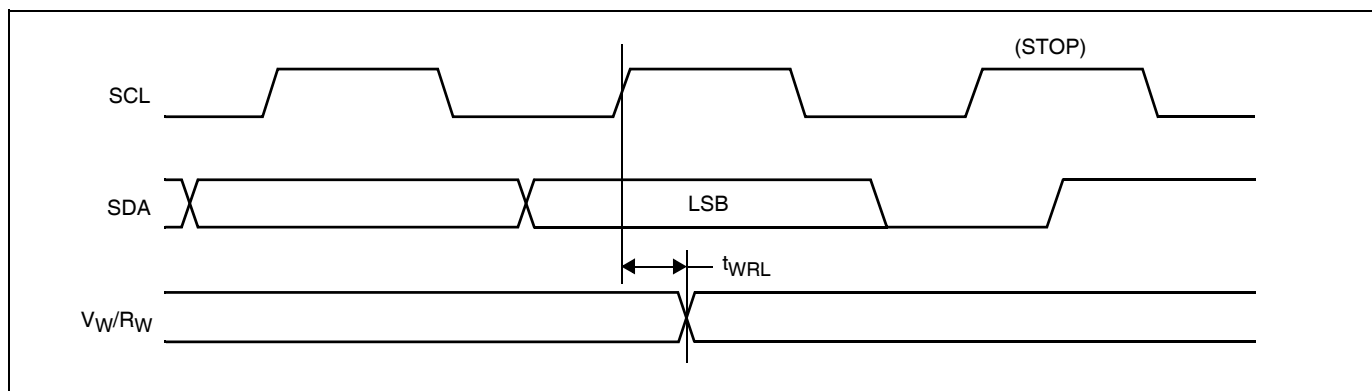 (STOP)
SCL
SDA
LSB
tWRL
VW/RW